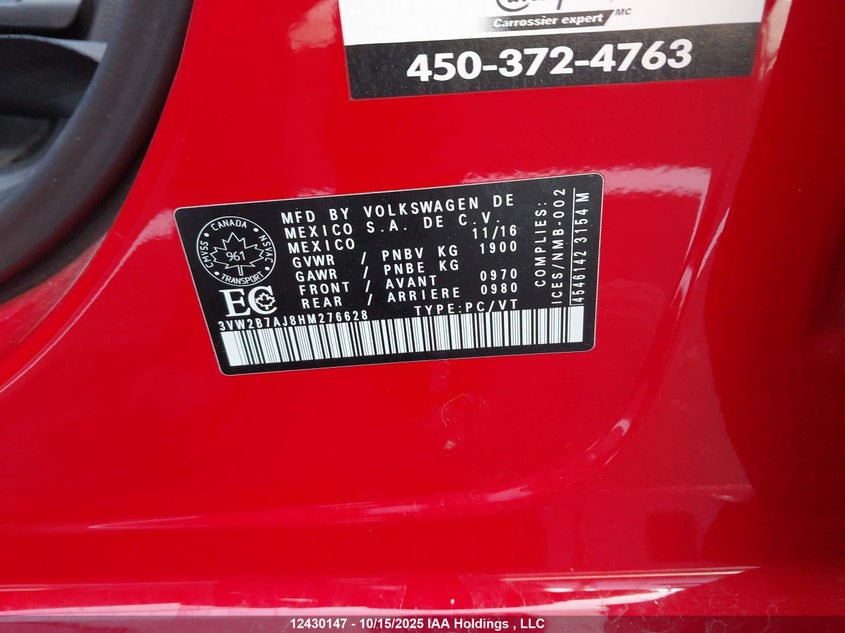 Carrossier expert MC
450-372-4763
CANADA
CMVSS NSVAC
961
TRANSPORT
MFD BY VOLKSWAGEN DE
MEXICO S.A. DE C.V.
MEXICO 11/16
GVWR / PNBV KG 1900
GAWR / PNBE KG
FRONT / AVANT 0970
REAR / ARRIERE 0980
EC
3VW2B7AJ8HM276628 TYPE:PC/VT
COMPLIES:
ICES/NMB-002
4546142 3154M
12430147 - 10/15/2025 IAA Holdings , LLC